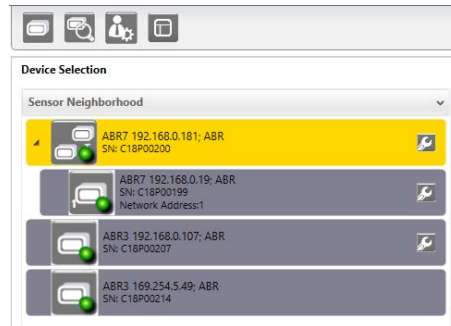 Device Selection
Sensor Neighborhood
ABR7 192.168.0.181; ABR
SN: C18P00200
ABR7 192.168.0.19; ABR
SN: C18P00199
Network Address:1
1
ABR3 192.168.0.107; ABR
SN: C18P00207
ABR3 169.254.5.49; ABR
SN: C18P00214